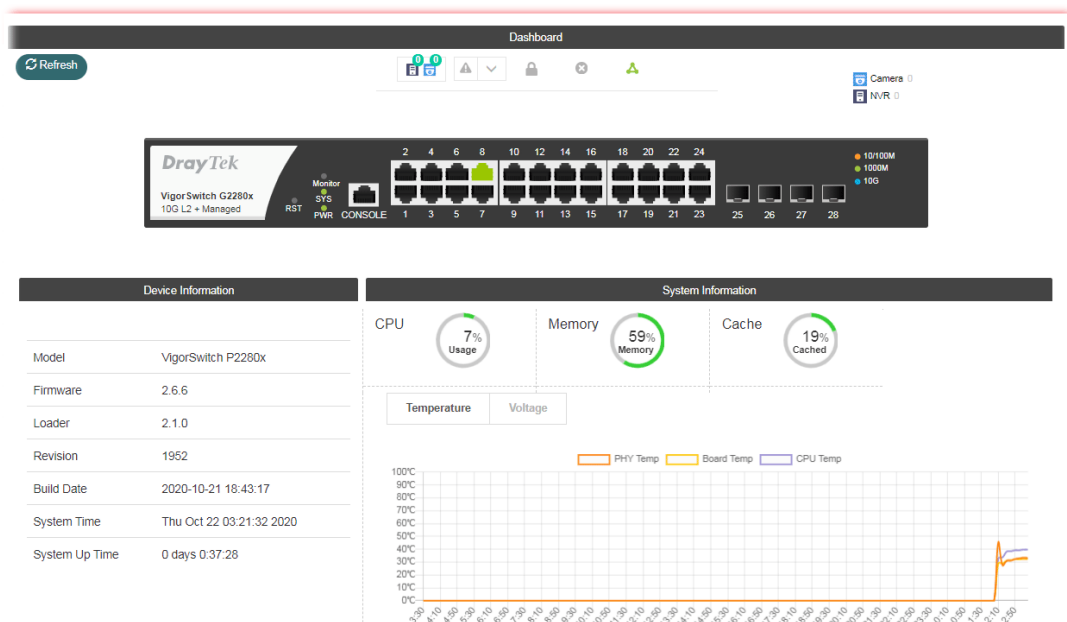 Dashboard
Refresh
0 0
Camera 0
NVR 0
DrayTek
VigorSwitch G2280x
10G L2 + Managed
RST
Monitor
SYS
PWR
CONSOLE
2 4 6 8 10 12 14 16 18 20 22 24
1 3 5 7 9 11 13 15 17 19 21 23 25 26 27 28
10/100M
1000M
10G
Device Information
Model VigorSwitch P2280x
Firmware 2.6.6
Loader 2.1.0
Revision 1952
Build Date 2020-10-21 18:43:17
System Time Thu Oct 22 03:21:32 2020
System Up Time 0 days 0:37:28
System Information
CPU 7% Usage
Memory 59% Memory
Cache 19% Cached
Temperature Voltage
PHY Temp Board Temp CPU Temp
100℃
90℃
80℃
70℃
60℃
50℃
40℃
30℃
20℃
10℃
0℃